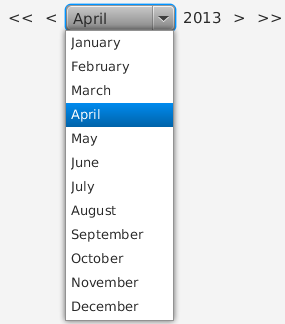 << < April 2013 > >>
January
February
March
April
May
June
July
August
September
October
November
December